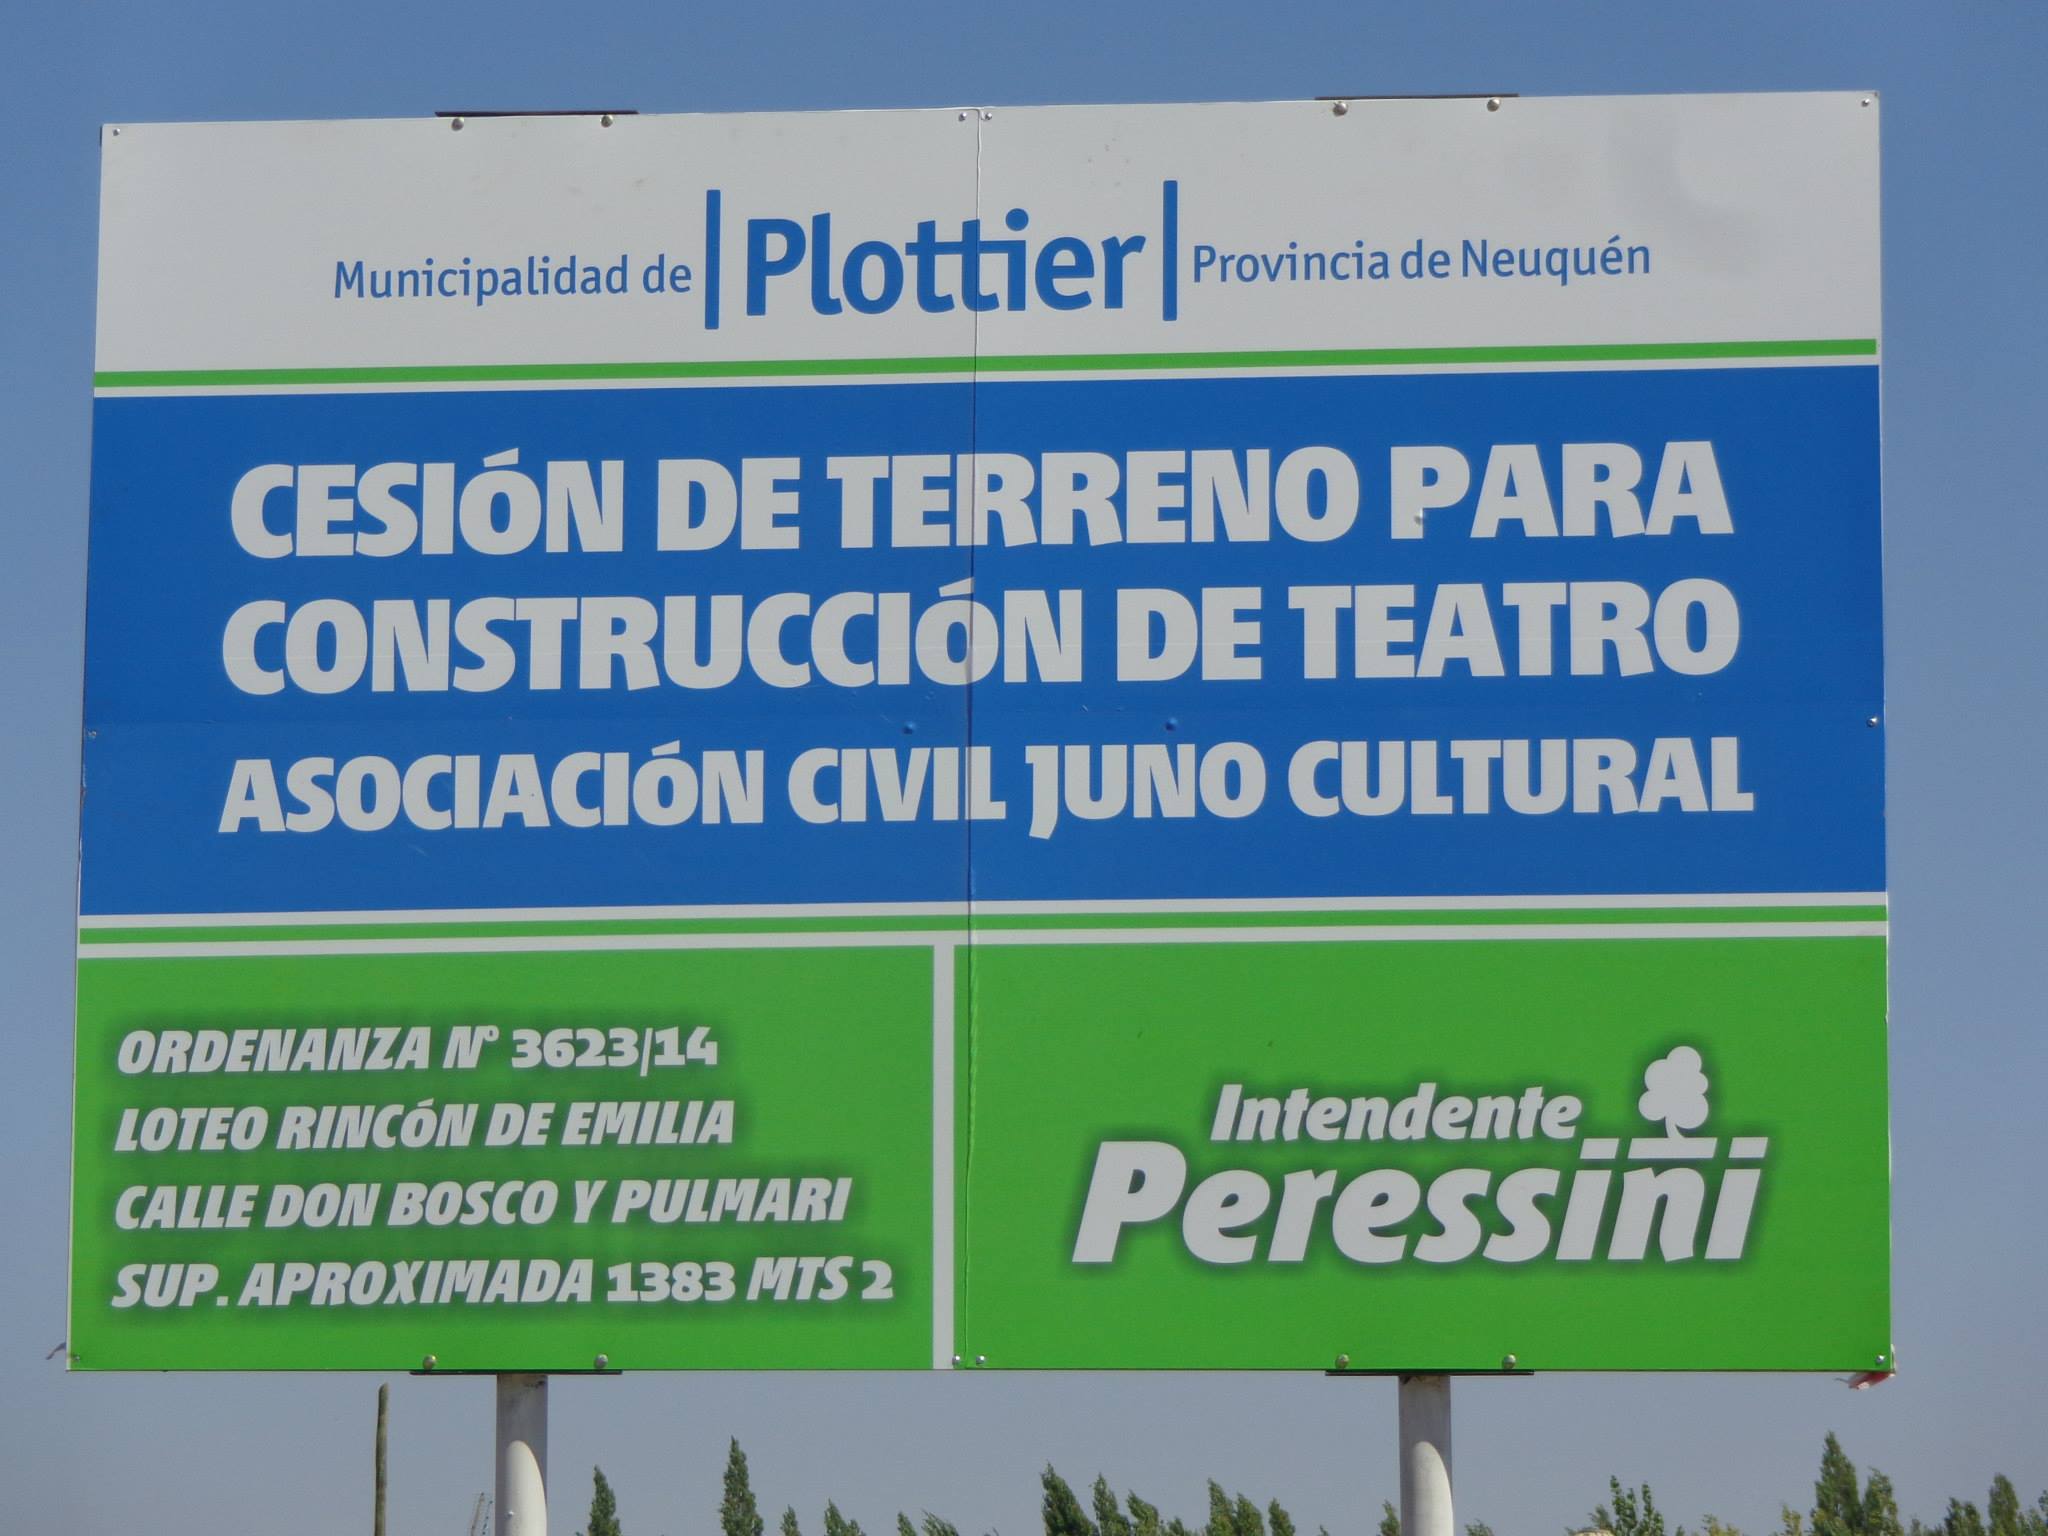 Municipalidad de |Plottier| Provincia de Neuquén
CESIÓN DE TERRENO PARA
CONSTRUCCIÓN DE TEATRO
ASOCIACIÓN CIVIL JUNO CULTURAL
ORDENANZA Nº 3623/14
LOTEO RINCÓN DE EMILIA
CALLE DON BOSCO Y PULMARI
SUP. APROXIMADA 1383 MTS 2
Intendente
Peressini